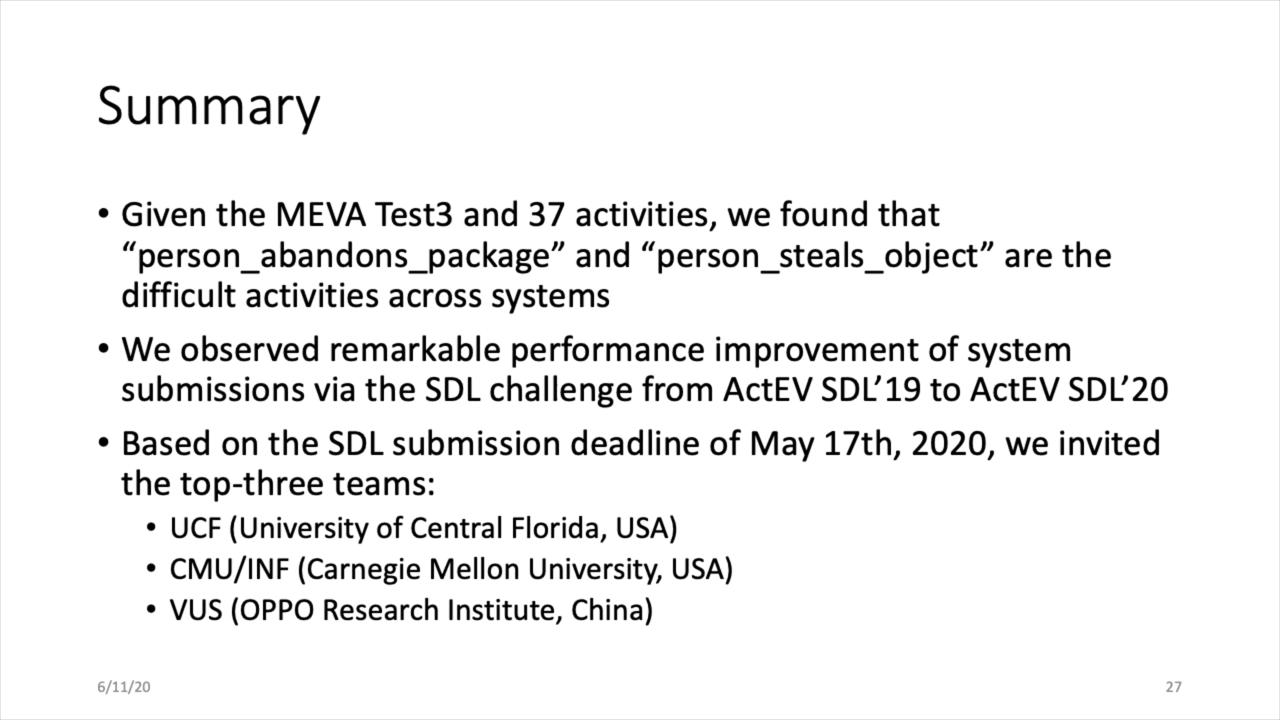 Summary
• Given the MEVA Test3 and 37 activities, we found that
“person_abandons_package” and “person_steals_object” are the
difficult activities across systems
• We observed remarkable performance improvement of system
submissions via the SDL challenge from ActEV SDL’19 to ActEV SDL’20
• Based on the SDL submission deadline of May 17th, 2020, we invited
the top-three teams:
• UCF (University of Central Florida, USA)
• CMU/INF (Carnegie Mellon University, USA)
• VUS (OPPO Research Institute, China)
6/11/20
27